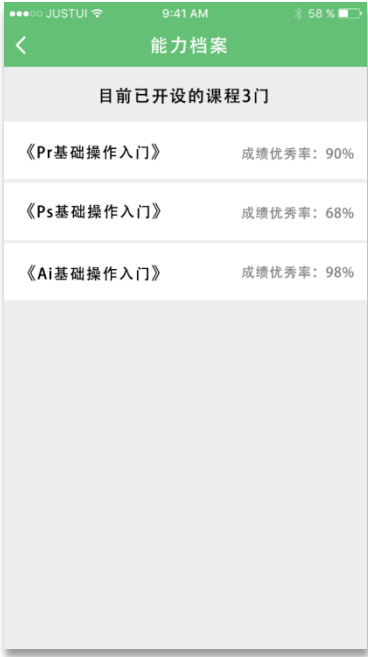 JUSTUI 9:41 AM 58 %
能力档案
目前已开设的课程3门
《Pr基础操作入门》 成绩优秀率：90%
《Ps基础操作入门》 成绩优秀率：68%
《Ai基础操作入门》 成绩优秀率：98%